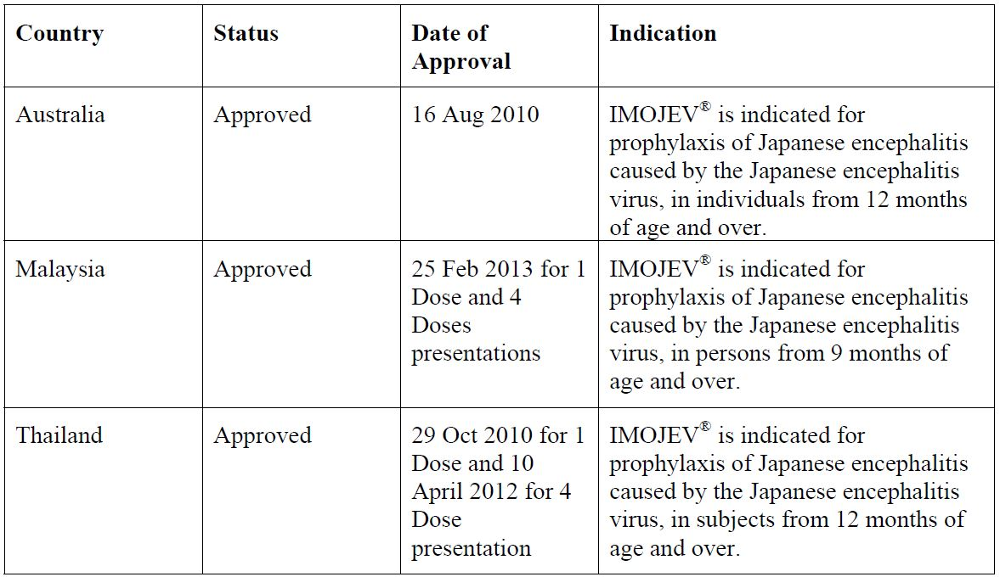 Country
Status
Date of
Approval
Indication
Australia
Approved
16 Aug 2010
IMOJEV® is indicated for
prophylaxis of Japanese encephalitis
caused by the Japanese encephalitis
virus, in individuals from 12 months
of age and over.
Malaysia
Approved
25 Feb 2013 for 1
Dose and 4
Doses
presentations
IMOJEV® is indicated for
prophylaxis of Japanese encephalitis
caused by the Japanese encephalitis
virus, in persons from 9 months of
age and over.
Thailand
Approved
29 Oct 2010 for 1
Dose and 10
April 2012 for 4
Dose
presentation
IMOJEV® is indicated for
prophylaxis of Japanese encephalitis
caused by the Japanese encephalitis
virus, in subjects from 12 months of
age and over.